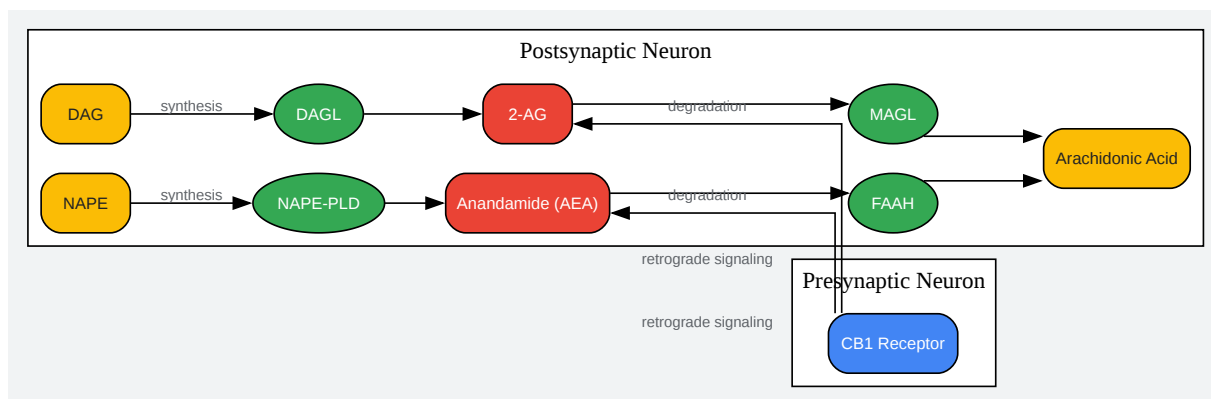 Postsynaptic Neuron
DAG
synthesis
DAGL
2-AG
degradation
MAGL
Arachidonic Acid
NAPE
synthesis
NAPE-PLD
Anandamide (AEA)
degradation
FAAH
retrograde signaling
Presynaptic Neuron
retrograde signaling
CB1 Receptor